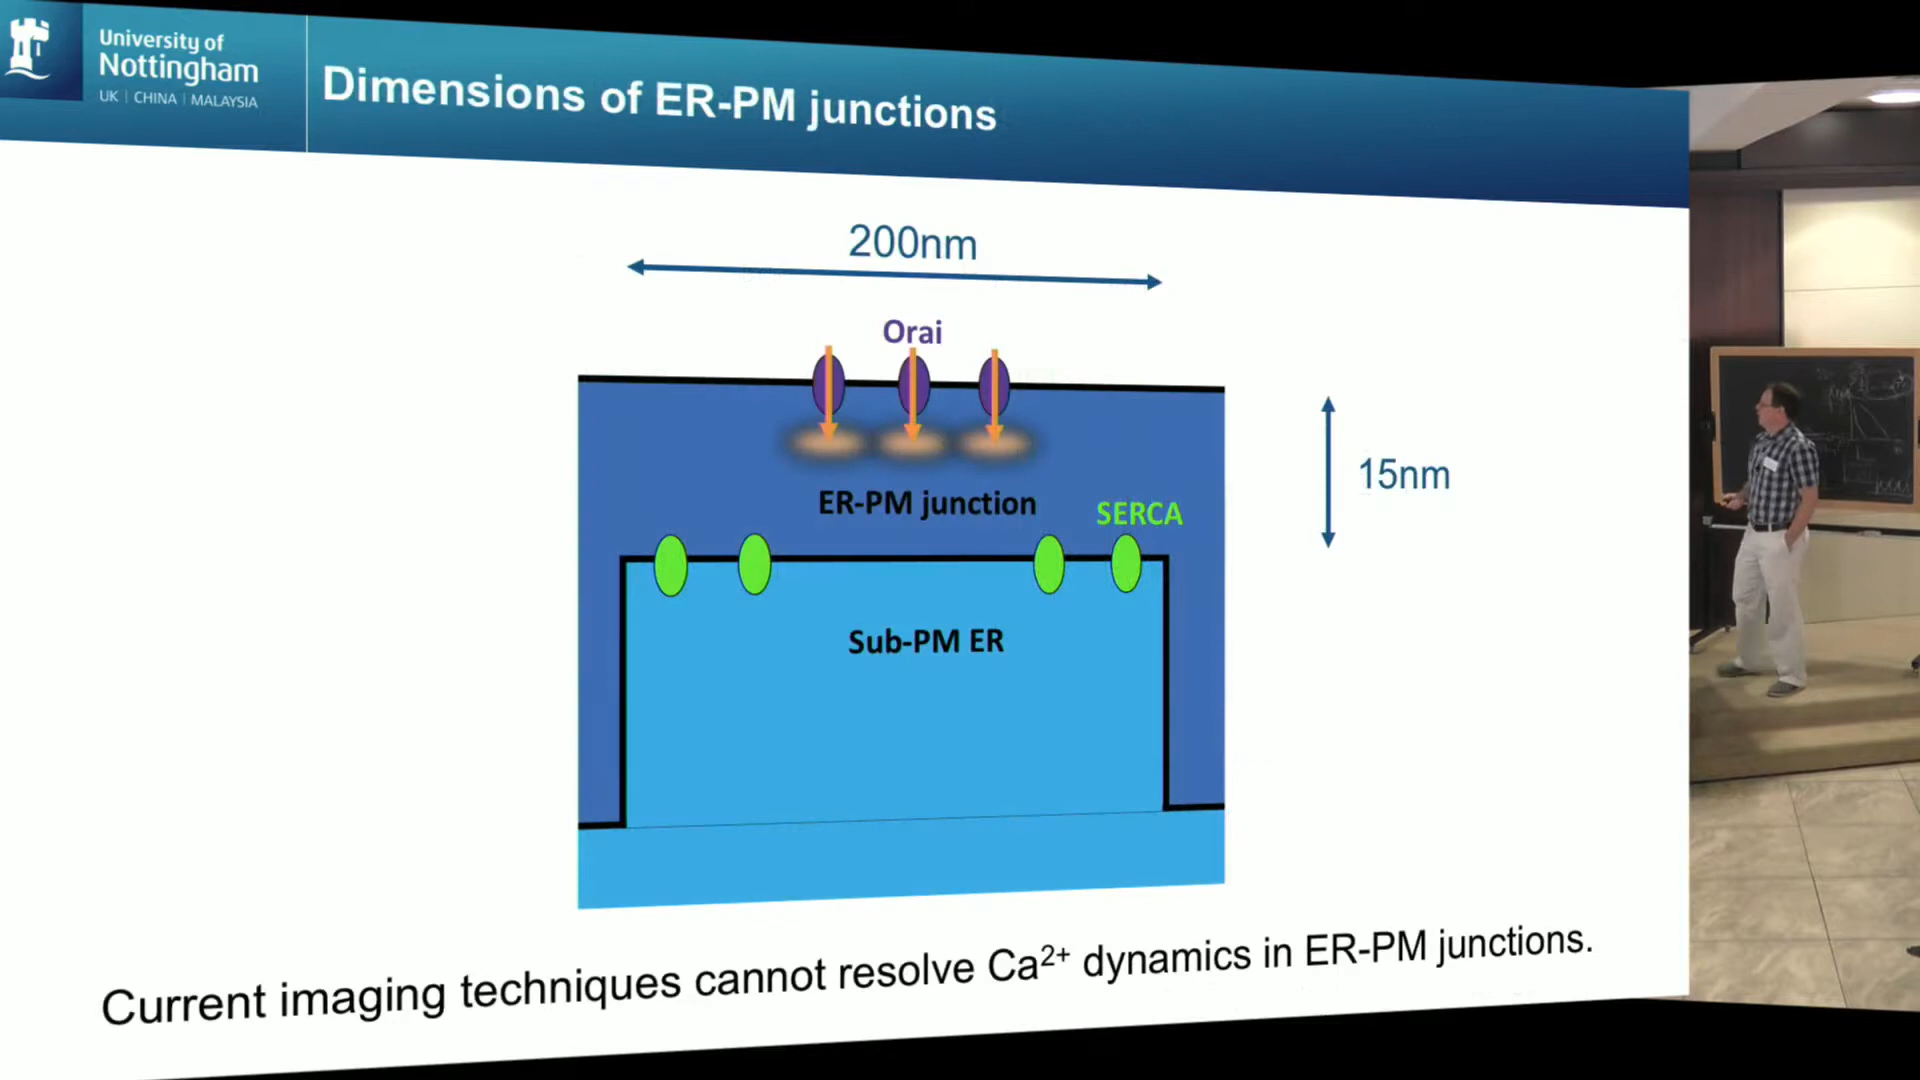 University of
Nottingham
UK | CHINA | MALAYSIA
Dimensions of ER-PM junctions
200nm
Orai
15nm
ER-PM junction
SERCA
Sub-PM ER
Current imaging techniques cannot resolve Ca²⁺ dynamics in ER-PM junctions.